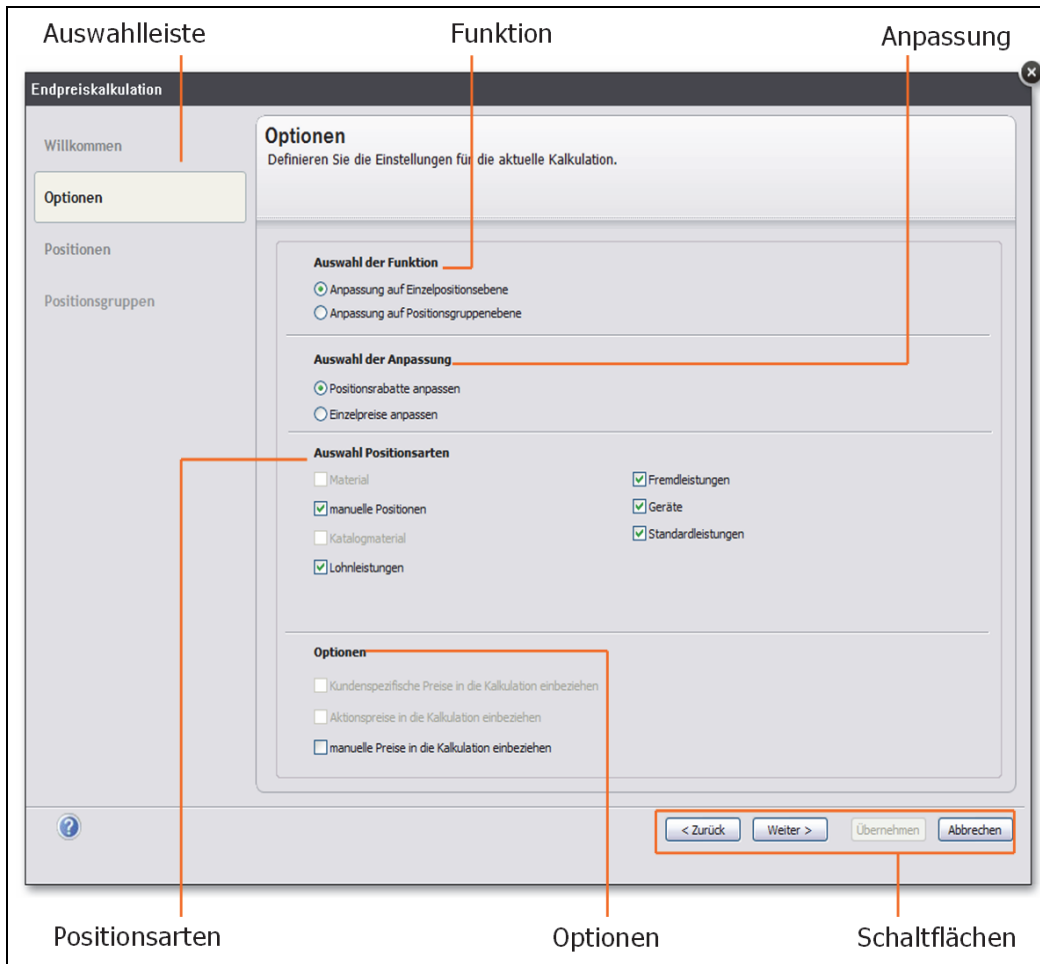 Auswahlleiste
Funktion
Anpassung
Endpreiskalkulation
Willkommen
Optionen
Positionen
Positionsgruppen
Optionen
Definieren Sie die Einstellungen für die aktuelle Kalkulation.
Auswahl der Funktion
Anpassung auf Einzelpositionsebene
Anpassung auf Positionsgruppenebene
Auswahl der Anpassung
Positionsrabatte anpassen
Einzelpreise anpassen
Auswahl Positionsarten
Material
manuelle Positionen
Katalogmaterial
Lohnleistungen
Fremdleistungen
Geräte
Standardleistungen
Optionen
Kundenspezifische Preise in die Kalkulation einbeziehen
Aktionspreise in die Kalkulation einbeziehen
manuelle Preise in die Kalkulation einbeziehen
?
< Zurück
Weiter >
Übernehmen
Abbrechen
Positionsarten
Optionen
Schaltflächen